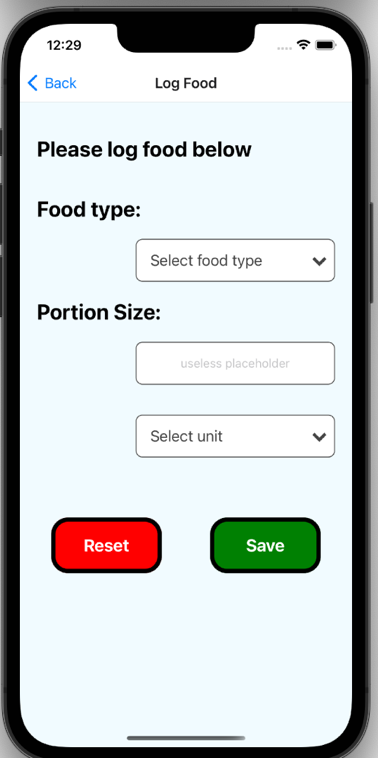 12:29
Back
Log Food
Please log food below
Food type:
Select food type
Portion Size:
useless placeholder
Select unit
Reset
Save